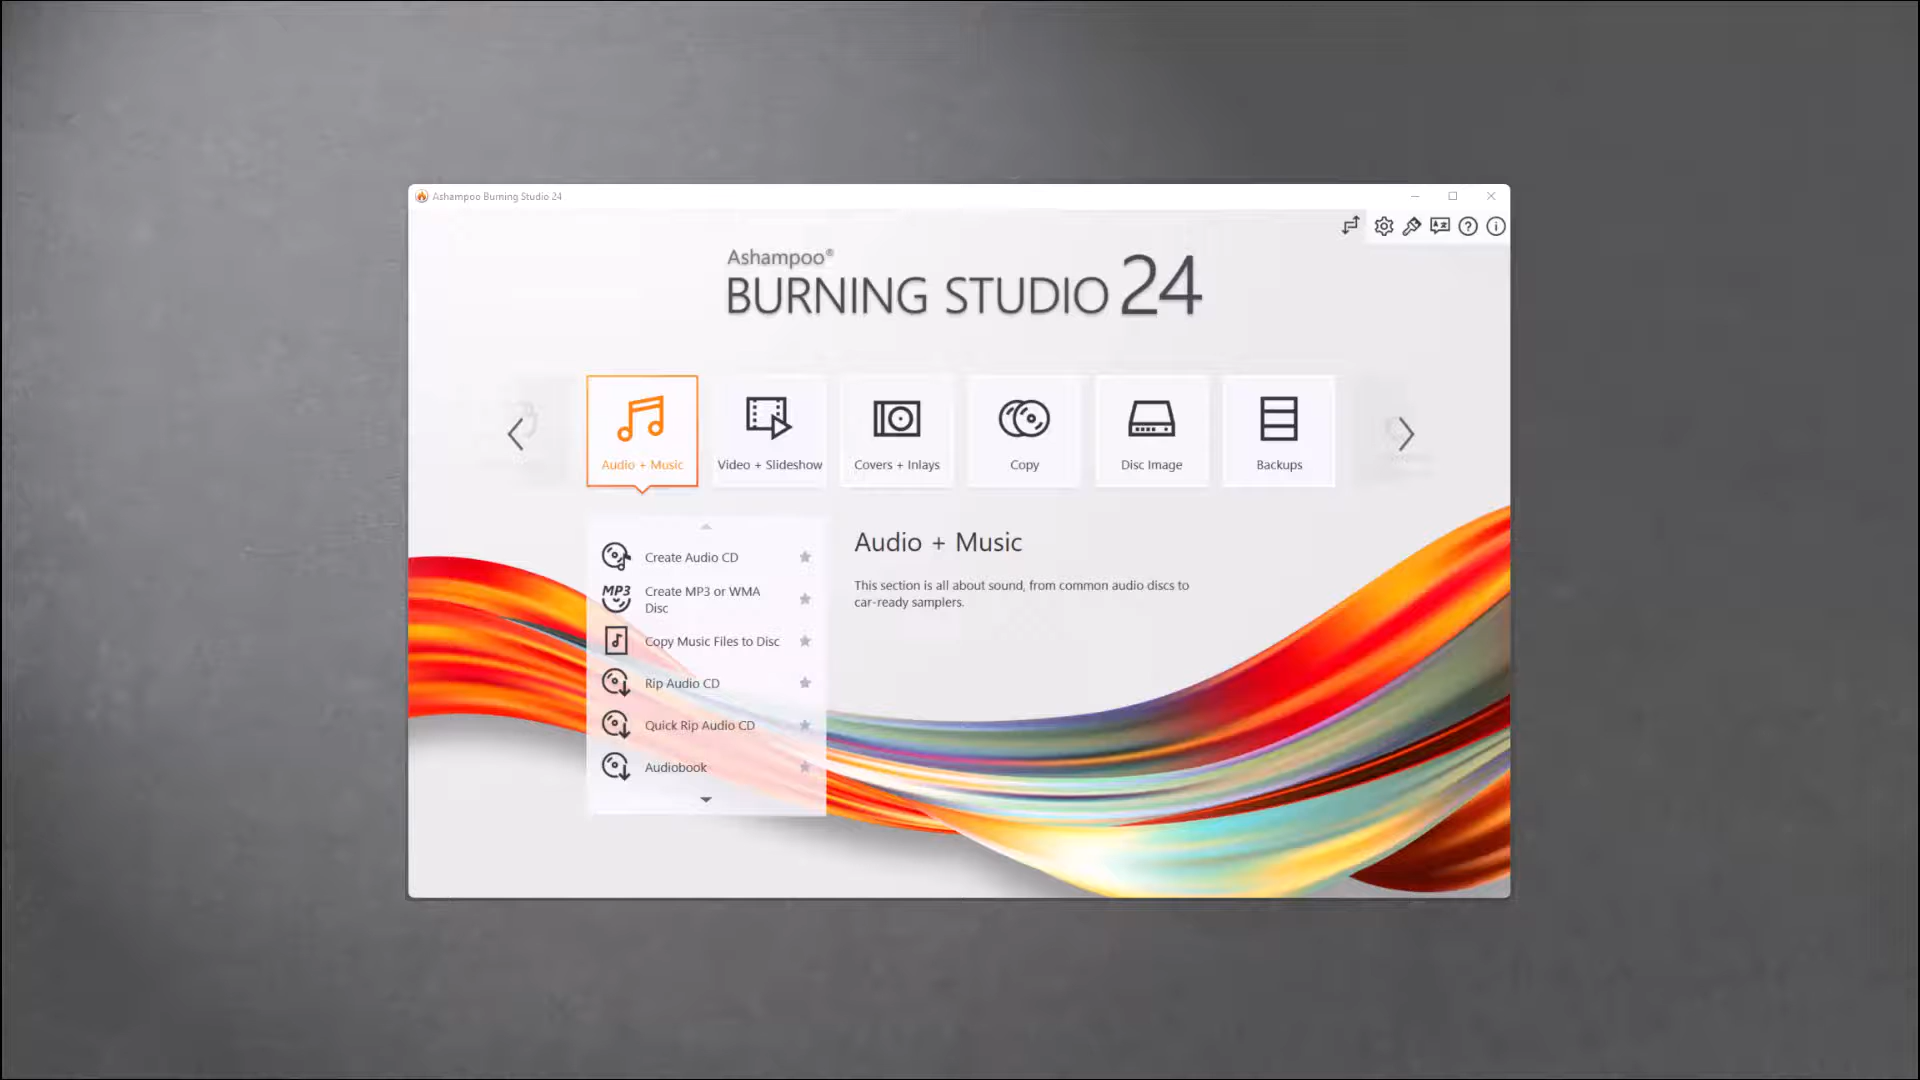 Ashampoo Burning Studio 24
Ashampoo®
BURNING STUDIO 24
Audio + Music
Video + Slideshow
Covers + Inlays
Copy
Disc Image
Backups
Create Audio CD
MP3
Create MP3 or WMA
Disc
Copy Music Files to Disc
Rip Audio CD
Quick Rip Audio CD
Audiobook
Audio + Music
This section is all about sound, from common audio discs to
car-ready samplers.